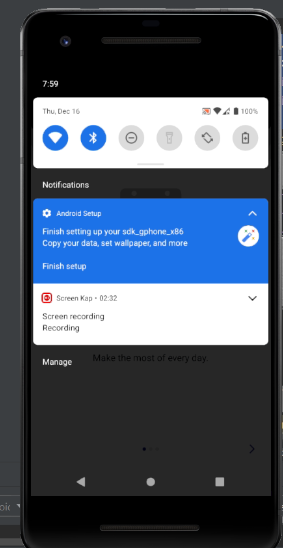 7:59
Thu, Dec 16
100%
Notifications
Android Setup
Finish setting up your sdk_gphone_x86
Copy your data, set wallpaper, and more
Finish setup
Screen Kap • 02:32
Screen recording
Recording
Manage
Make the most of every day.